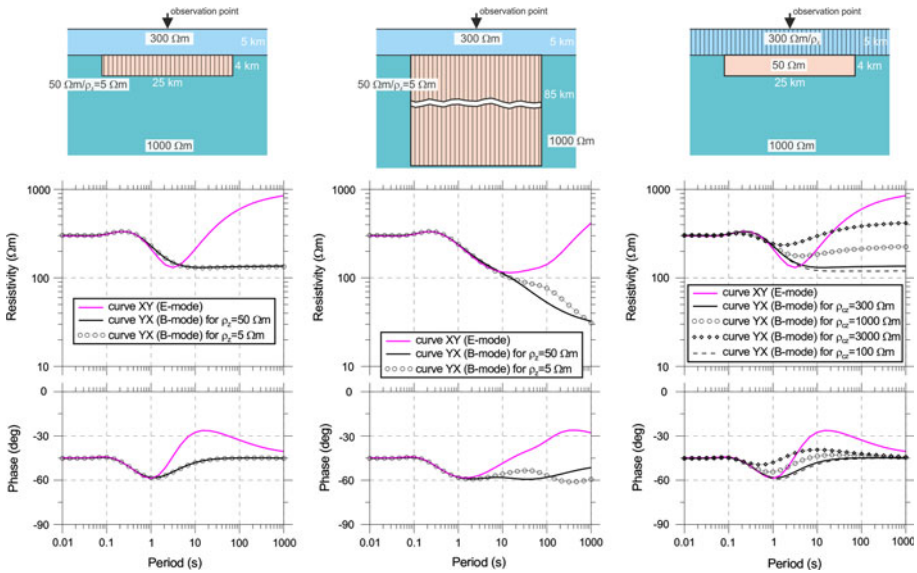 observation point
300 Ωm
5 km
4 km
50 Ωm/ρz=5 Ωm
25 km
1000 Ωm
observation point
300 Ωm
5 km
50 Ωm/ρz=5 Ωm
85 km
1000 Ωm
25 km
observation point
300 Ωm/ρz
5 km
50 Ωm
4 km
25 km
1000 Ωm
1000
100
10
Resistivity (Ωm)
curve XY (E-mode)
curve YX (B-mode) for ρz=50 Ωm
curve YX (B-mode) for ρz=5 Ωm
0
-30
-60
-90
Phase (deg)
0.01 0.1 1 10 100 1000
Period (s)
1000
100
10
Resistivity (Ωm)
curve XY (E-mode)
curve YX (B-mode) for ρz=50 Ωm
curve YX (B-mode) for ρz=5 Ωm
0
-30
-60
-90
Phase (deg)
0.01 0.1 1 10 100 1000
Period (s)
1000
100
10
Resistivity (Ωm)
curve XY (E-mode)
curve YX (B-mode) for ρcz=300 Ωm
curve YX (B-mode) for ρcz=1000 Ωm
curve YX (B-mode) for ρcz=3000 Ωm
curve YX (B-mode) for ρcz=100 Ωm
0
-30
-60
-90
Phase (deg)
0.01 0.1 1 10 100 1000
Period (s)